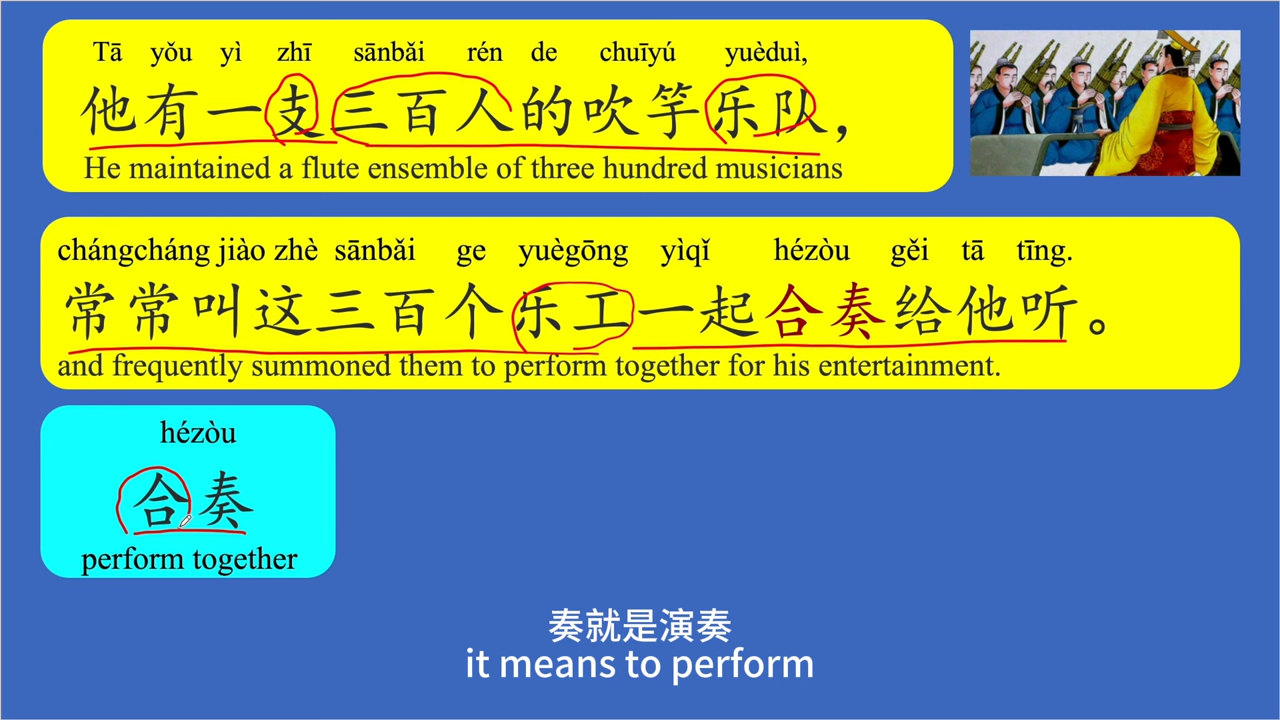 Tā yǒu yì zhī sānbǎi rén de chuīyú yuèduì,
他有一支三百人的吹竽乐队，
He maintained a flute ensemble of three hundred musicians
chángcháng jiào zhè sānbǎi ge yuègōng yìqǐ hézòu gěi tā tīng.
常常叫这三百个乐工一起合奏给他听。
and frequently summoned them to perform together for his entertainment.
hézòu
合奏
perform together
奏就是演奏
it means to perform